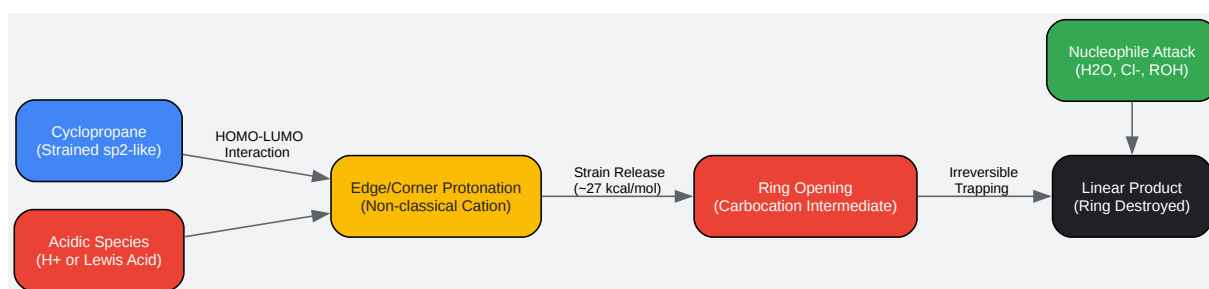 Nucleophile Attack
(H2O, Cl-, ROH)
Cyclopropane
(Strained sp2-like)
HOMO-LUMO
Interaction
Edge/Corner Protonation
(Non-classical Cation)
Strain Release
(~27 kcal/mol)
Ring Opening
(Carbocation Intermediate)
Irreversible
Trapping
Linear Product
(Ring Destroyed)
Acidic Species
(H+ or Lewis Acid)